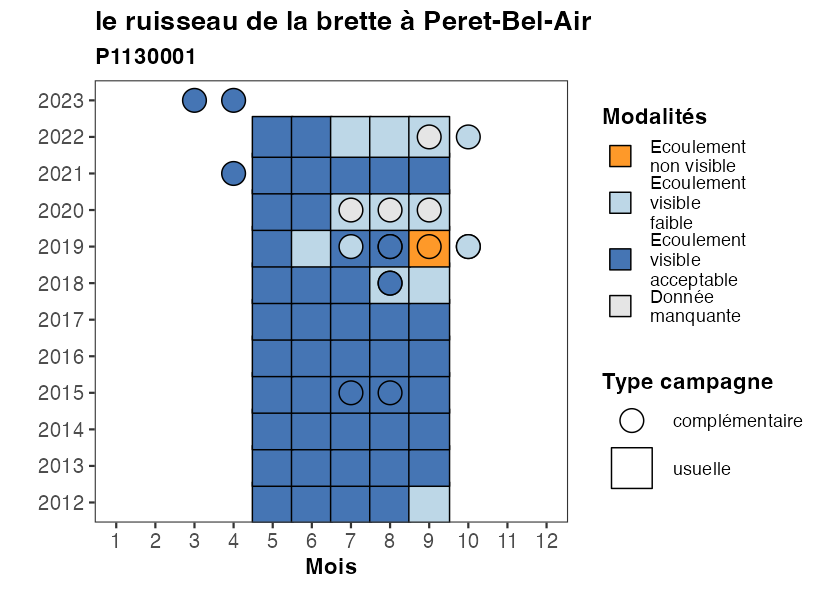 le ruisseau de la brette à Peret-Bel-Air
P1130001
2023
2022
2021
2020
2019
2018
2017
2016
2015
2014
2013
2012
1 2 3 4 5 6 7 8 9 10 11 12
Mois
Modalités
Ecoulement
non visible
Ecoulement
visible
faible
Ecoulement
visible
acceptable
Donnée
manquante
Type campagne
complémentaire
usuelle